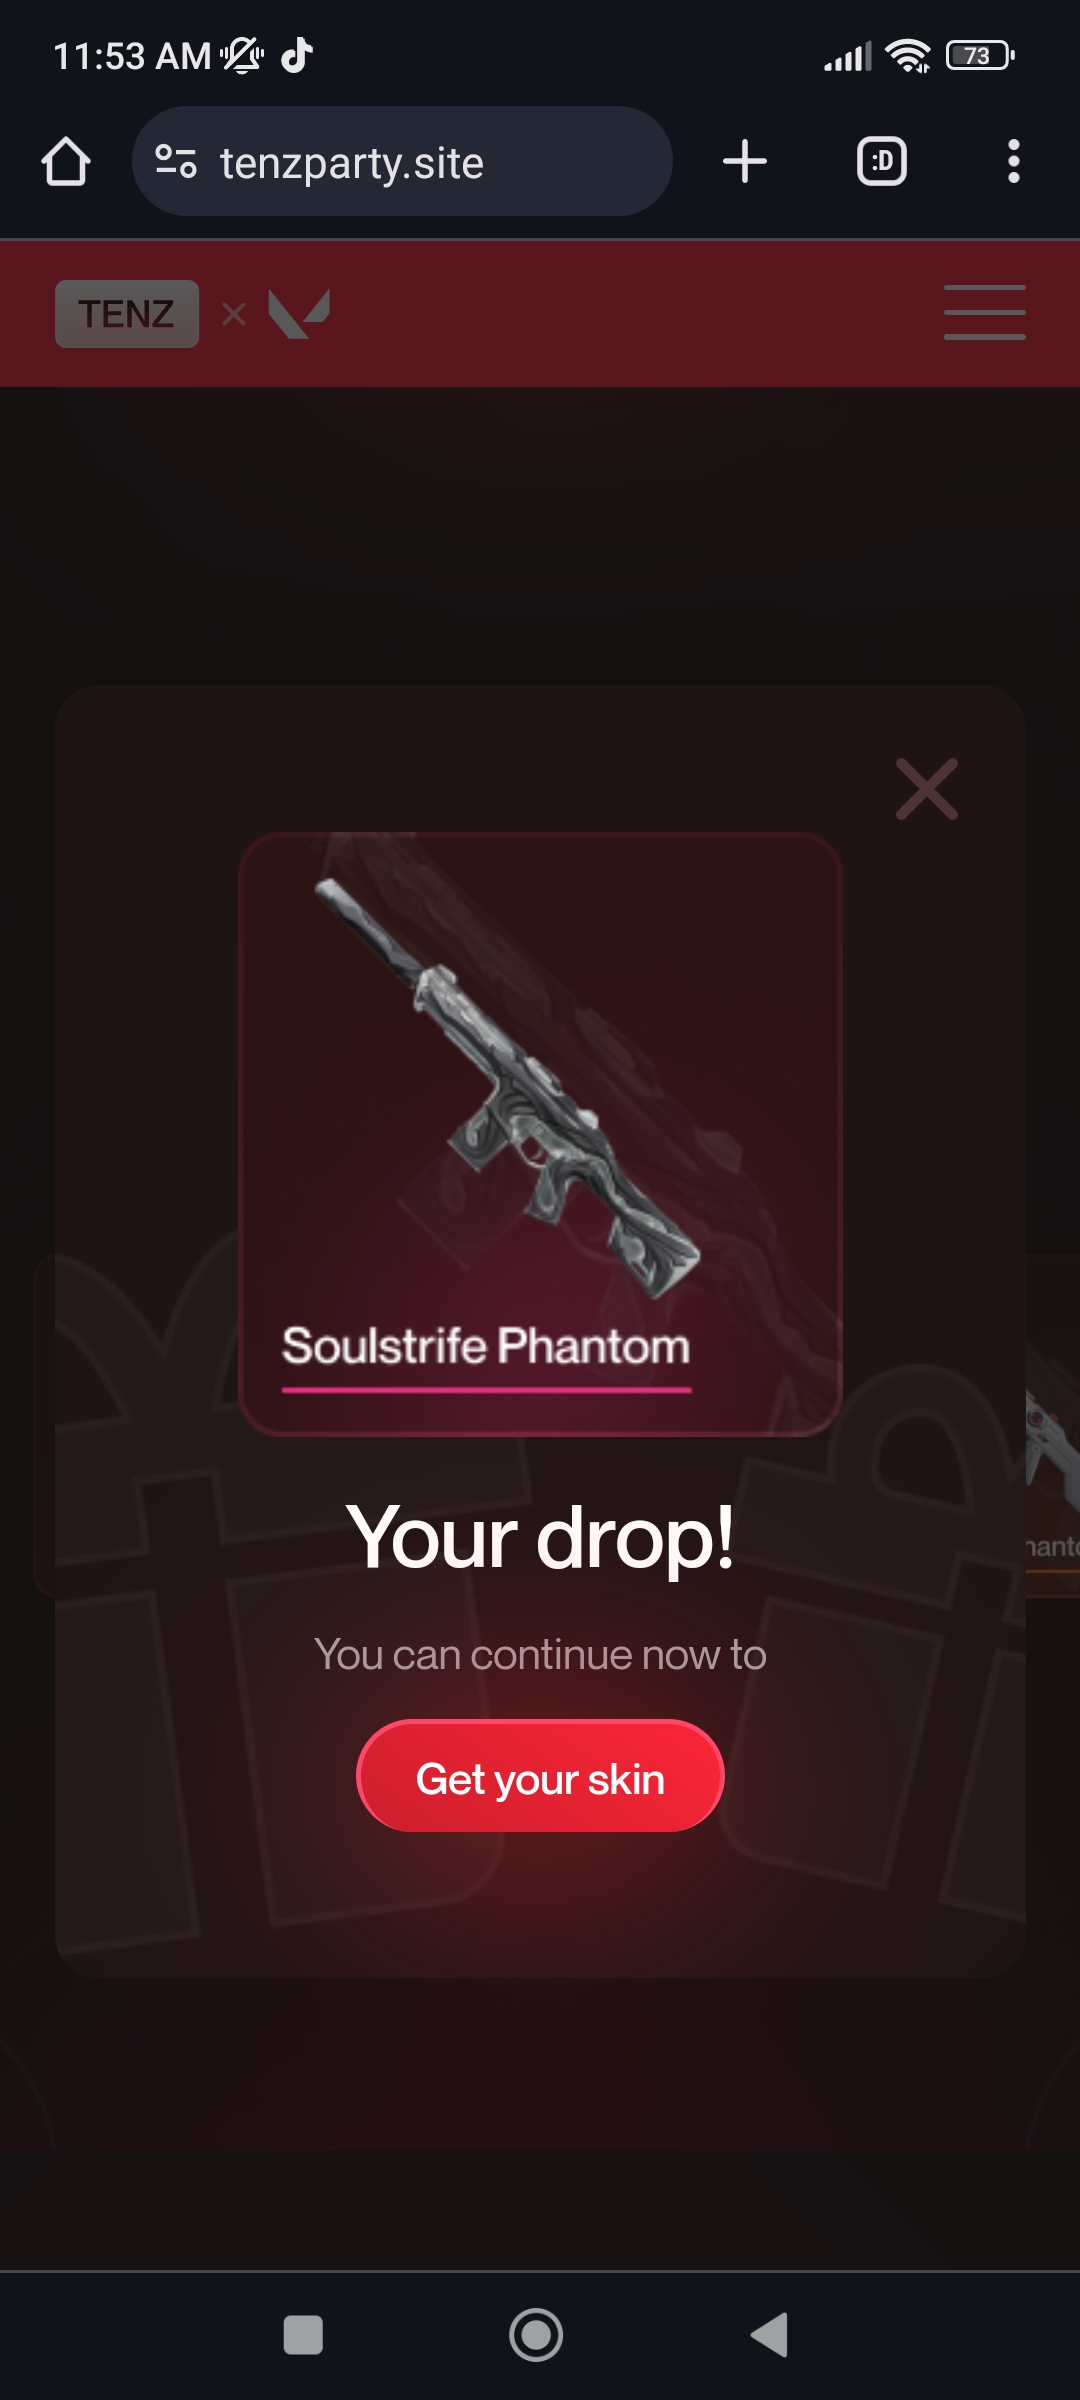 11:53 AM
73
tenzparty.site
:D
TENZ
Soulstrife Phantom
Your drop!
You can continue now to
Get your skin